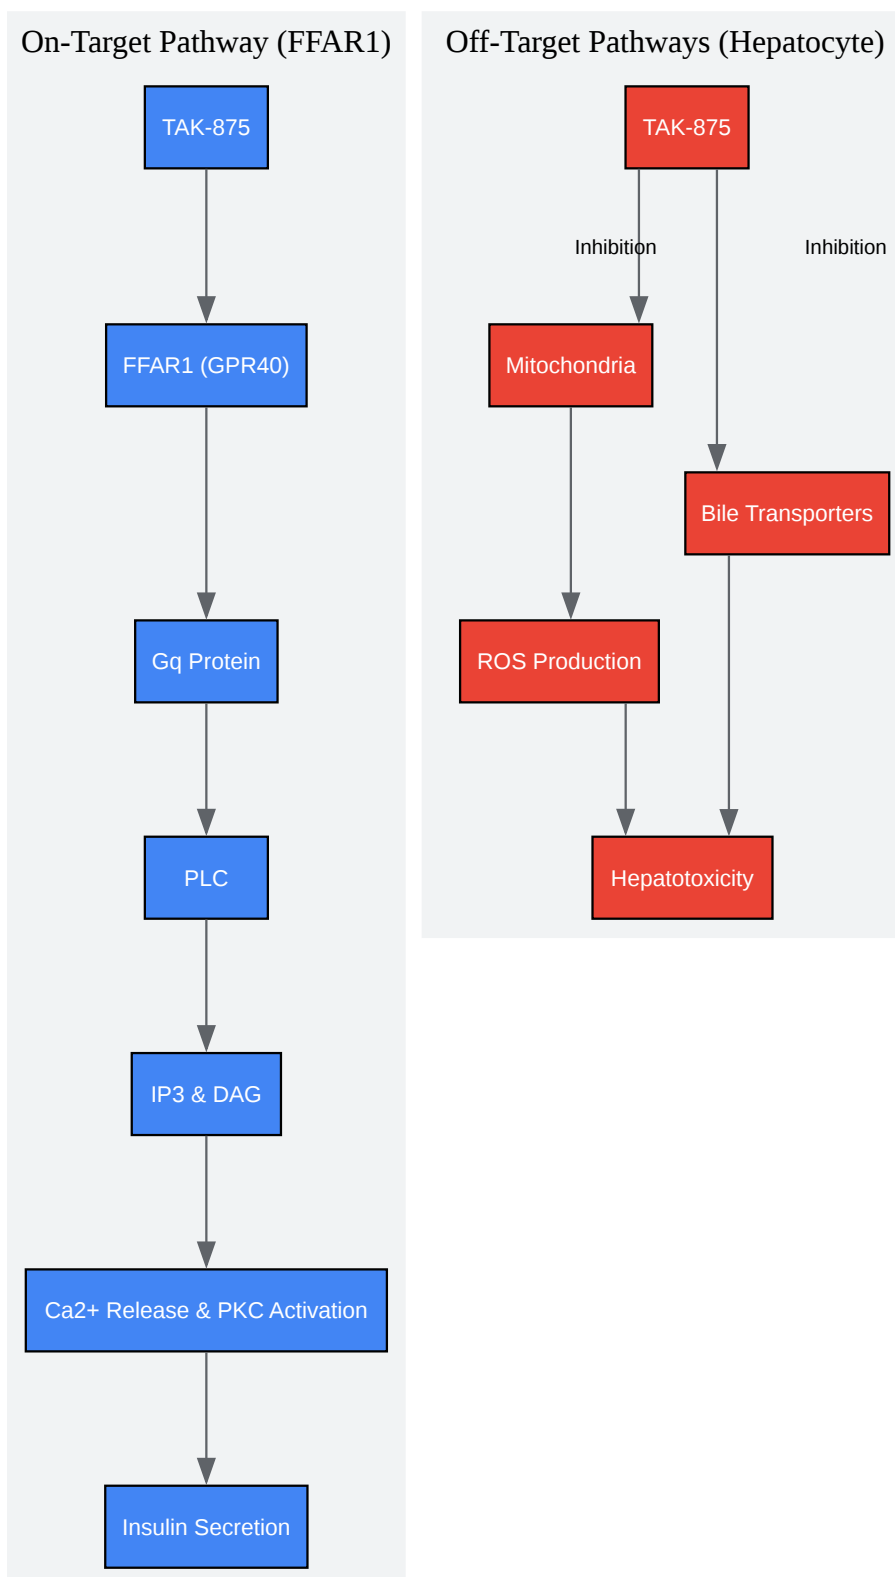 On-Target Pathway (FFAR1)
TAK-875
FFAR1 (GPR40)
Gq Protein
PLC
IP3 & DAG
Ca2+ Release & PKC Activation
Insulin Secretion
Off-Target Pathways (Hepatocyte)
TAK-875
Inhibition
Inhibition
Mitochondria
Bile Transporters
ROS Production
Hepatotoxicity